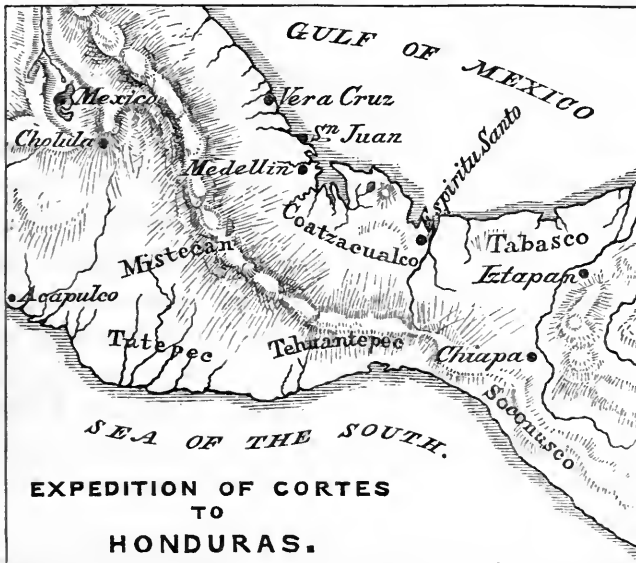 GULF OF MEXICO
Mexico
Vera Cruz
Cholula
Sn Juan
Medellin
Espiritu Santo
Coatzacualco
Mistecan
Tabasco
Iztapan
Acapulco
Tutepec
Tehuantepec
Chiapa
Soconusco
SEA OF THE SOUTH.
EXPEDITION OF CORTES
TO
HONDURAS.